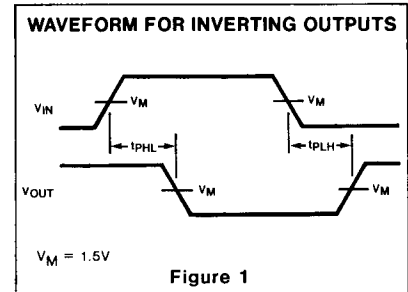 WAVEFORM FOR INVERTING OUTPUTS
VIN
VM
VM
tPHL
tPLH
VOUT
VM
VM
VM = 1.5V
Figure 1